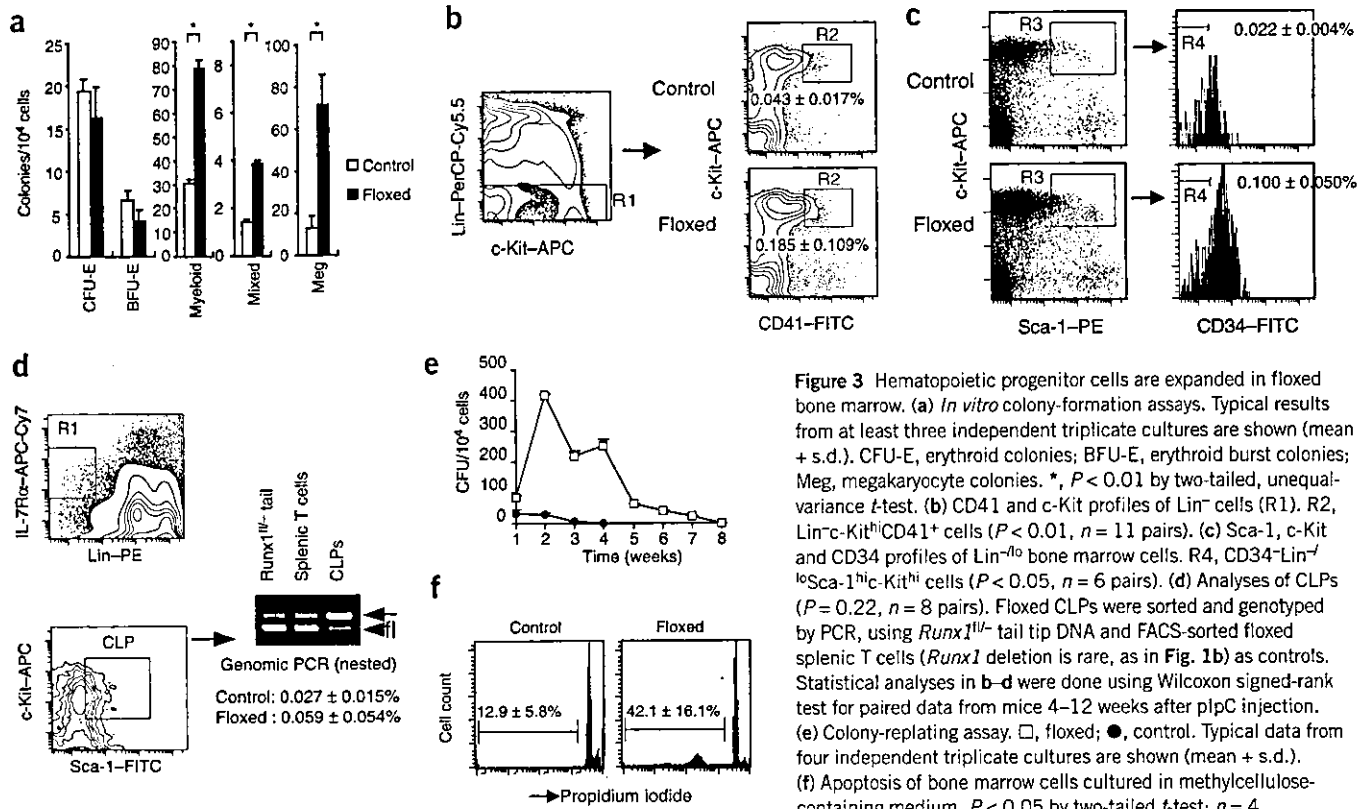 a
*
*
*
25
20
15
10
5
0
90
80
70
60
50
40
30
20
10
0
8
6
4
2
0
100
80
60
40
20
0
Colonies/10⁴ cells
Control
Floxed
CFU-E
BFU-E
Myeloid
Mixed
Meg
b
Lin–PerCP-Cy5.5
R1
c-Kit–APC
Control
Floxed
c-Kit–APC
R2
0.043 ± 0.017%
R2
0.185 ± 0.109%
CD41–FITC
c
Control
Floxed
c-Kit–APC
R3
R4
0.022 ± 0.004%
R3
R4
0.100 ± 0.050%
Sca-1–PE
CD34–FITC
d
IL-7Rα–APC-Cy7
R1
Lin–PE
c-Kit–APC
CLP
Sca-1–FITC
Runx1fl/– tail
Splenic T cells
CLPs
–
fl
Genomic PCR (nested)
Control: 0.027 ± 0.015%
Floxed : 0.059 ± 0.054%
e
CFU/10⁴ cells
500
400
300
200
100
0
1 2 3 4 5 6 7 8
Time (weeks)
f
Control
Floxed
Cell count
12.9 ± 5.8%
42.1 ± 16.1%
Propidium iodide
Figure 3 Hematopoietic progenitor cells are expanded in floxed
bone marrow. (a) In vitro colony-formation assays. Typical results
from at least three independent triplicate cultures are shown (mean
+ s.d.). CFU-E, erythroid colonies; BFU-E, erythroid burst colonies;
Meg, megakaryocyte colonies. *, P < 0.01 by two-tailed, unequal-
variance t-test. (b) CD41 and c-Kit profiles of Lin– cells (R1). R2,
Lin–c-KithiCD41+ cells (P < 0.01, n = 11 pairs). (c) Sca-1, c-Kit
and CD34 profiles of Lin–/lo bone marrow cells. R4, CD34–Lin–/
loSca-1hic-Kithi cells (P < 0.05, n = 6 pairs). (d) Analyses of CLPs
(P = 0.22, n = 8 pairs). Floxed CLPs were sorted and genotyped
by PCR, using Runx1fl/– tail tip DNA and FACS-sorted floxed
splenic T cells (Runx1 deletion is rare, as in Fig. 1b) as controls.
Statistical analyses in b–d were done using Wilcoxon signed-rank
test for paired data from mice 4–12 weeks after pIpC injection.
(e) Colony-replating assay. □, floxed; ●, control. Typical data from
four independent triplicate cultures are shown (mean + s.d.).
(f) Apoptosis of bone marrow cells cultured in methylcellulose-
containing medium. P < 0.05 by two-tailed t-test; n = 4